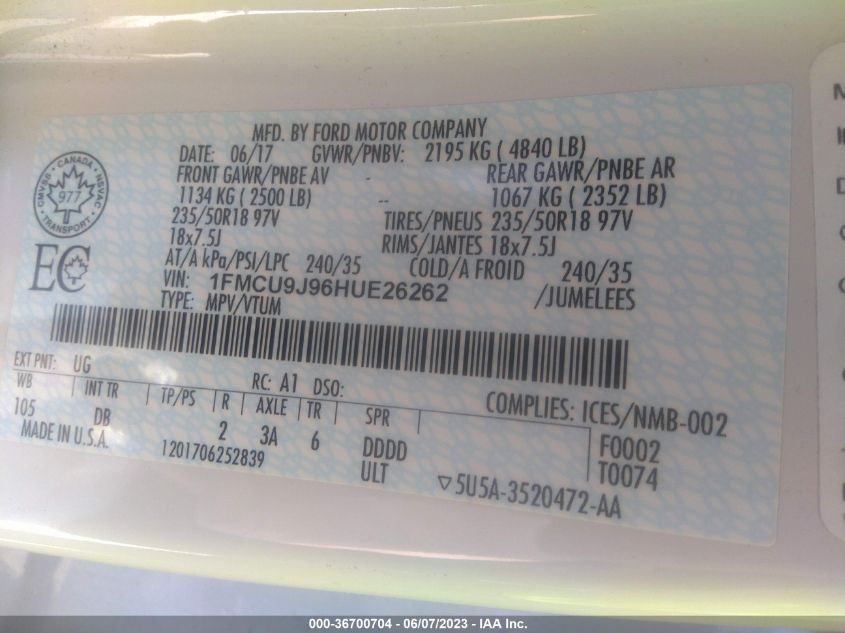 MFD. BY FORD MOTOR COMPANY
DATE: 06/17 GVWR/PNBV: 2195 KG ( 4840 LB)
FRONT GAWR/PNBE AV - REAR GAWR/PNBE AR
1134 KG ( 2500 LB) -- 1067 KG ( 2352 LB)
235/50R18 97V TIRES/PNEUS 235/50R18 97V
18x7.5J RIMS/JANTES 18x7.5J
AT/A kPa/PSI/LPC 240/35 COLD/A FROID 240/35
VIN: 1FMCU9J96HUE26262 /JUMELEES
TYPE: MPV/VTUM
CANADA
CMVSS NSVAC
977
TRANSPORT
EC
EXT PNT: UG RC: A1 DSO:
WB INT TR TP/PS R AXLE TR SPR COMPLIES: ICES/NMB-002
105 DB 2 3A 6 DDDD F0002
MADE IN U.S.A. 1201706252839 ULT T0074
▽5U5A-3520472-AA
000-36700704 - 06/07/2023 - IAA Inc.